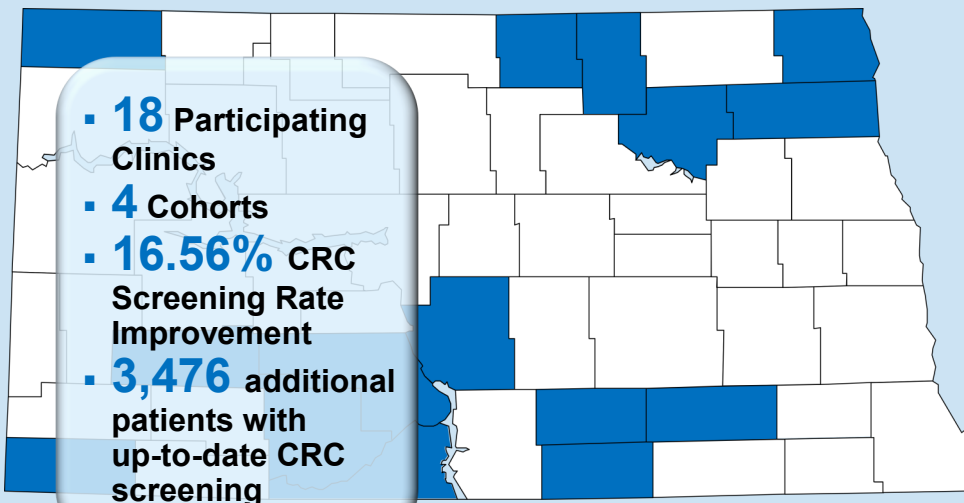 ▪ 18 Participating
Clinics
▪ 4 Cohorts
▪ 16.56% CRC
Screening Rate
Improvement
▪ 3,476 additional
patients with
up-to-date CRC
screening